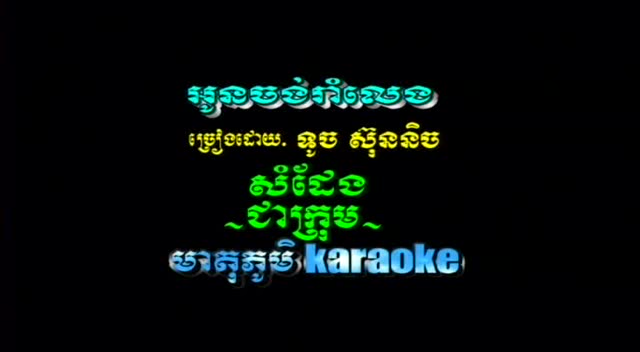 អូនចង់រាំលេង
ច្រៀងដោយ. ទូច ស៊ុននិច
សំដែង
~ជាក្រុម~
មាតុភូមិ karaoke